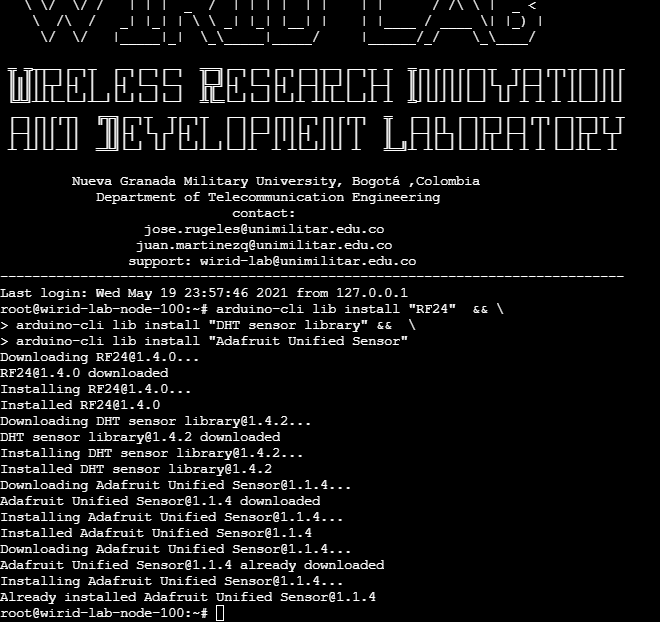 WIRID LAB
WIRELESS RESEARCH INNOVATION
AND DEVELOPMENT LABORATORY
Nueva Granada Military University, Bogotá ,Colombia
Department of Telecommunication Engineering
contact:
jose.rugeles@unimilitar.edu.co
juan.martinezq@unimilitar.edu.co
support: wirid-lab@unimilitar.edu.co
------------------------------------------------------------------------------
Last login: Wed May 19 23:57:46 2021 from 127.0.0.1
root@wirid-lab-node-100:~# arduino-cli lib install "RF24"  && \
> arduino-cli lib install "DHT sensor library" &&  \
> arduino-cli lib install "Adafruit Unified Sensor"
Downloading RF24@1.4.0...
RF24@1.4.0 downloaded
Installing RF24@1.4.0...
Installed RF24@1.4.0
Downloading DHT sensor library@1.4.2...
DHT sensor library@1.4.2 downloaded
Installing DHT sensor library@1.4.2...
Installed DHT sensor library@1.4.2
Downloading Adafruit Unified Sensor@1.1.4...
Adafruit Unified Sensor@1.1.4 downloaded
Installing Adafruit Unified Sensor@1.1.4...
Installed Adafruit Unified Sensor@1.1.4
Downloading Adafruit Unified Sensor@1.1.4...
Adafruit Unified Sensor@1.1.4 already downloaded
Installing Adafruit Unified Sensor@1.1.4...
Already installed Adafruit Unified Sensor@1.1.4
root@wirid-lab-node-100:~#